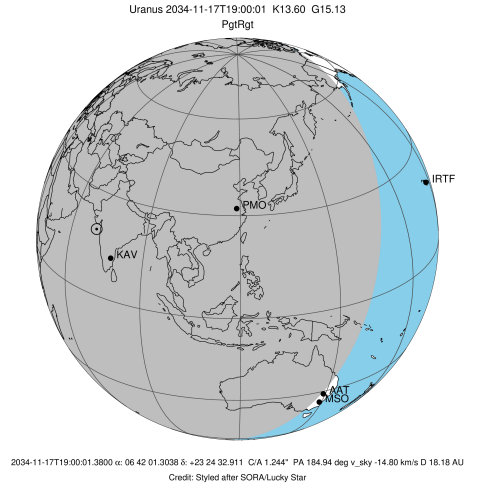 Uranus 2034-11-17T19:00:01 K13.60 G15.13
PgtRgt
IRTF
PMO
KAV
AAT
MSO
2034-11-17T19:00:01.3800 α: 06 42 01.3038 δ: +23 24 32.911 C/A 1.244" PA 184.94 deg v_sky -14.80 km/s D 18.18 AU
Credit: Styled after SORA/Lucky Star